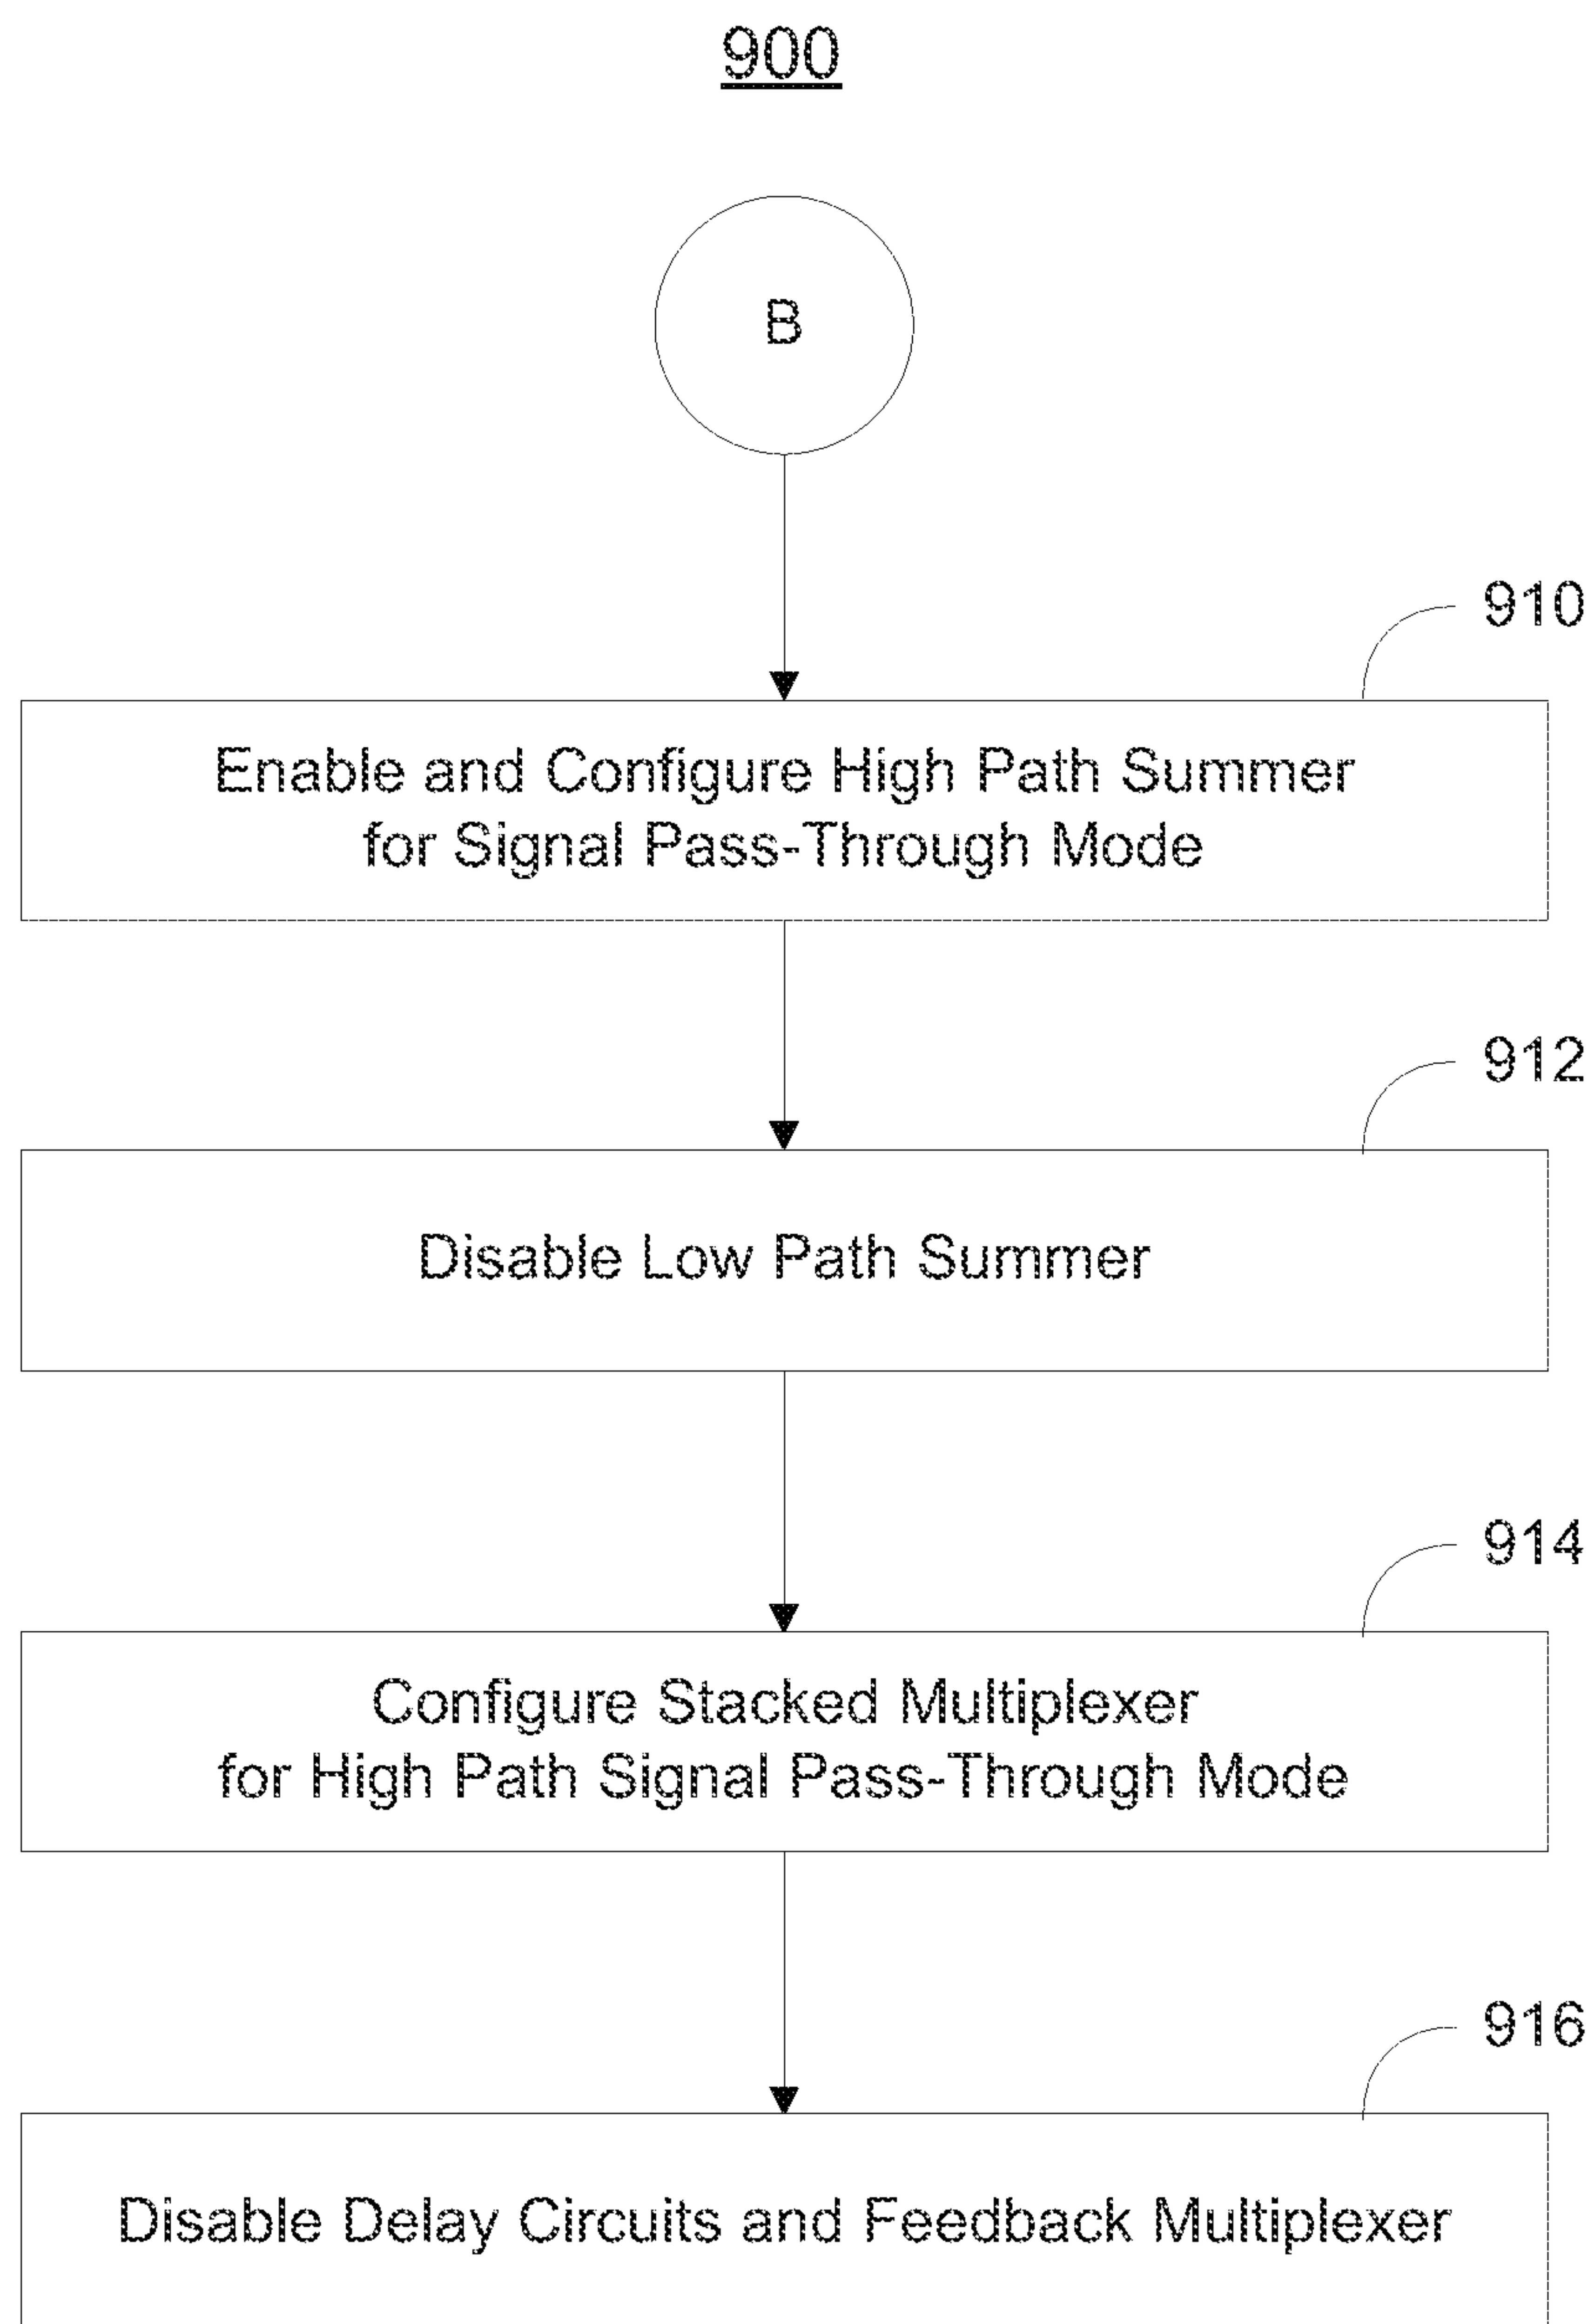 900
B
910
Enable and Configure High Path Summer
for Signal Pass-Through Mode
912
Disable Low Path Summer
914
Configure Stacked Multiplexer
for High Path Signal Pass-Through Mode
916
Disable Delay Circuits and Feedback Multiplexer